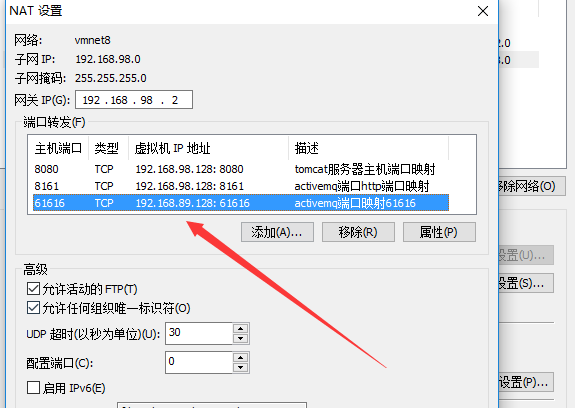 NAT 设置
网络: vmnet8
子网 IP: 192.168.98.0
子网掩码: 255.255.255.0
网关 IP(G): 192 . 168 . 98 . 2
端口转发(F)
主机端口 类型 虚拟机 IP 地址 描述
8080 TCP 192.168.98.128: 8080 tomcat服务器主机端口映射
8161 TCP 192.168.98.128: 8161 activemq端口http端口映射
61616 TCP 192.168.89.128: 61616 activemq端口映射61616
添加(A)... 移除(R) 属性(P)
高级
允许活动的 FTP(T)
允许任何组织唯一标识符(O)
UDP 超时(以秒为单位)(U): 30
配置端口(C): 0
启用 IPv6(E)
2.0
3.0
移除网络(O)
设置(U)...
设置(S)...
设置(P)...